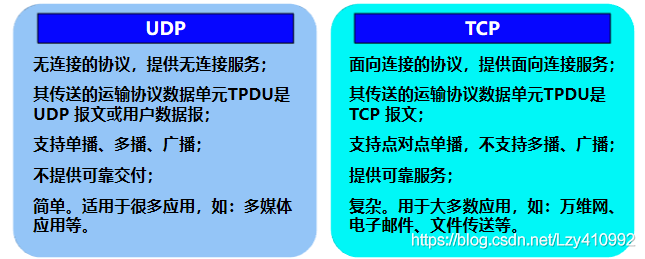 UDP
无连接的协议，提供无连接服务；
其传送的运输协议数据单元TPDU是
UDP 报文或用户数据报；
支持单播、多播、广播；
不提供可靠交付；
简单。适用于很多应用，如：多媒体
应用等。
TCP
面向连接的协议，提供面向连接服务；
其传送的运输协议数据单元TPDU是
TCP 报文；
支持点对点单播，不支持多播、广播；
提供可靠服务；
复杂。用于大多数应用，如：万维网、
电子邮件、文件传送等。
https://blog.csdn.net/Lzy410992